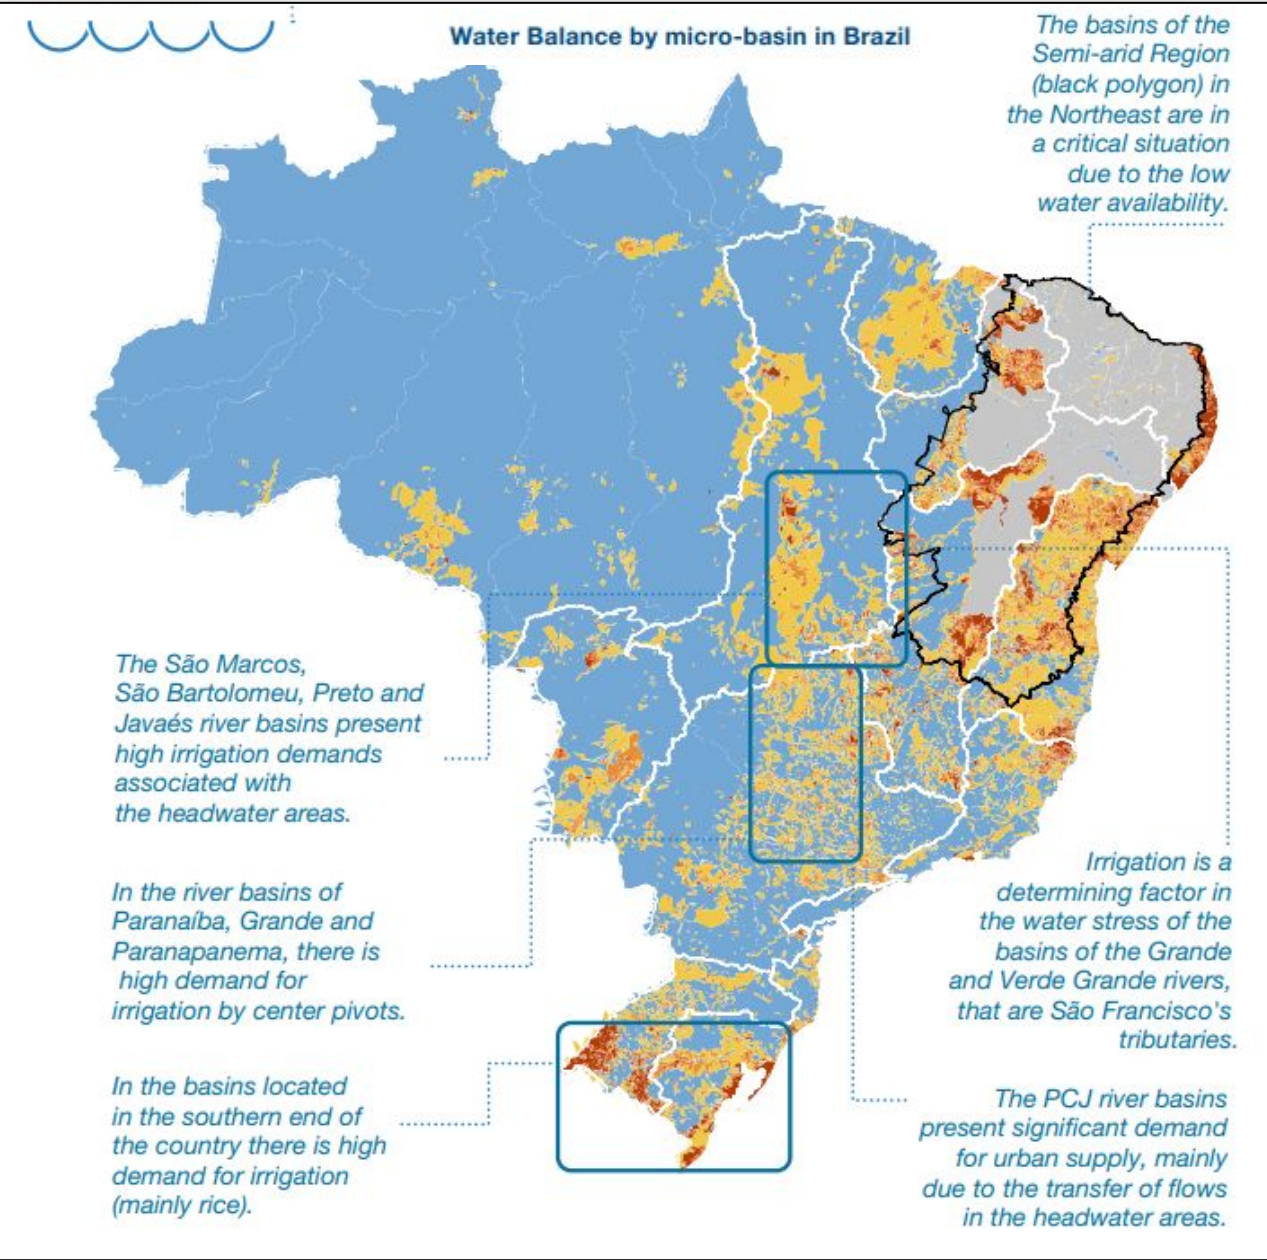 Water Balance by micro-basin in Brazil
The basins of the
Semi-arid Region
(black polygon) in
the Northeast are in
a critical situation
due to the low
water availability.
The São Marcos,
São Bartolomeu, Preto and
Javaés river basins present
high irrigation demands
associated with
the headwater areas.
In the river basins of
Paranaíba, Grande and
Paranapanema, there is
high demand for
irrigation by center pivots.
In the basins located
in the southern end of
the country there is high
demand for irrigation
(mainly rice).
Irrigation is a
determining factor in
the water stress of the
basins of the Grande
and Verde Grande rivers,
that are São Francisco's
tributaries.
The PCJ river basins
present significant demand
for urban supply, mainly
due to the transfer of flows
in the headwater areas.